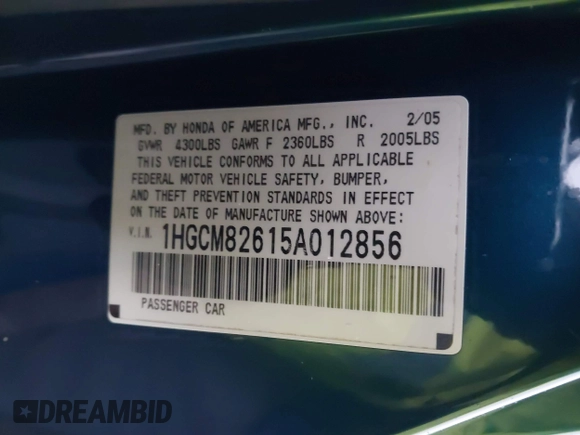 MFD. BY HONDA OF AMERICA MFG., INC. 2/05
GVWR 4300LBS GAWR F 2360LBS R 2005LBS
THIS VEHICLE CONFORMS TO ALL APPLICABLE
FEDERAL MOTOR VEHICLE SAFETY, BUMPER,
AND THEFT PREVENTION STANDARDS IN EFFECT
ON THE DATE OF MANUFACTURE SHOWN ABOVE:
V.I.N. 1HGCM82615A012856
PASSENGER CAR
DREAMBID